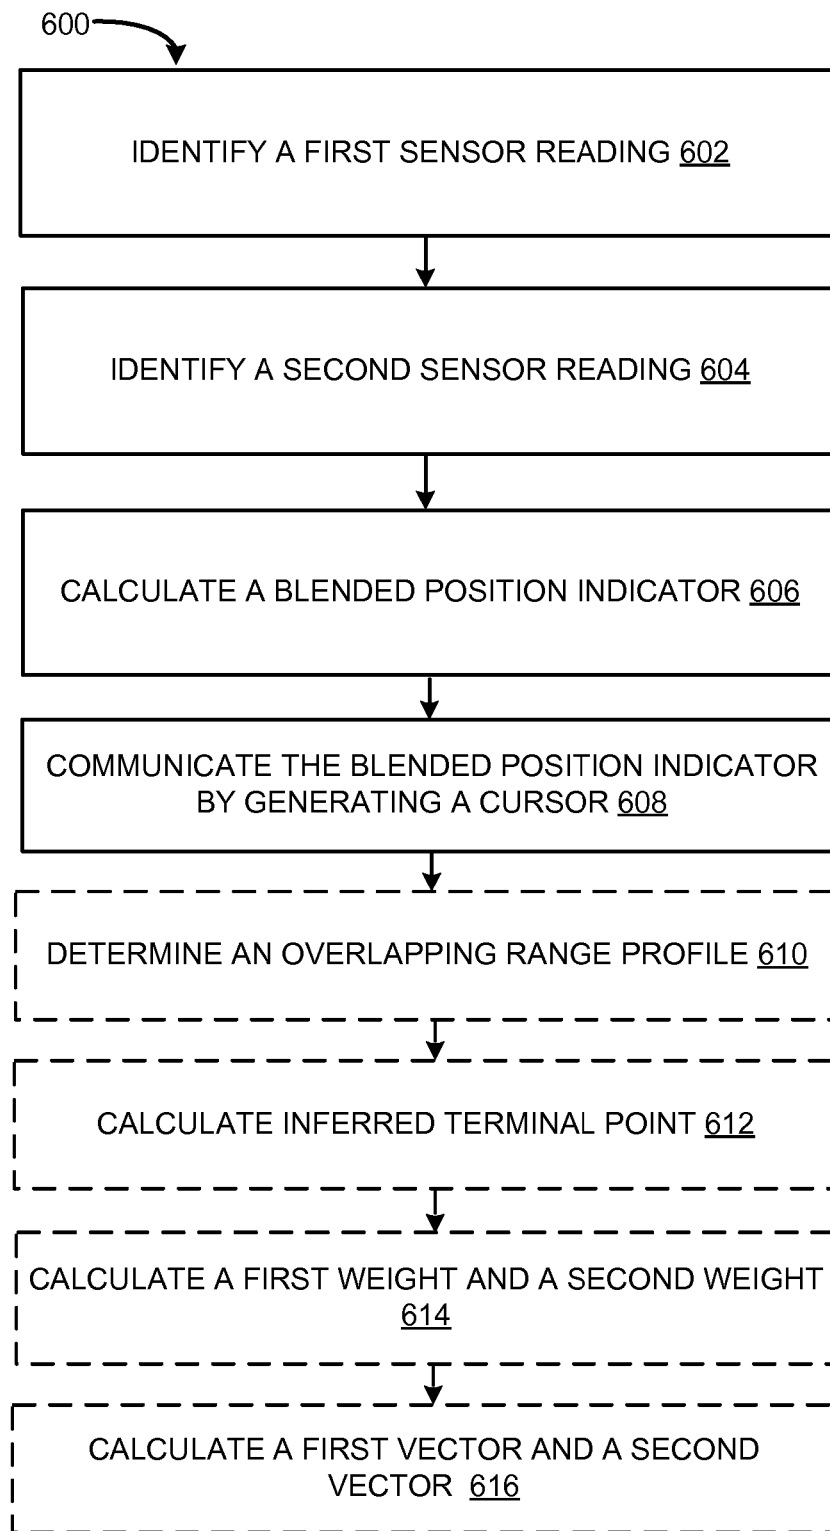 600
IDENTIFY A FIRST SENSOR READING 602
IDENTIFY A SECOND SENSOR READING 604
CALCULATE A BLENDED POSITION INDICATOR 606
COMMUNICATE THE BLENDED POSITION INDICATOR
BY GENERATING A CURSOR 608
DETERMINE AN OVERLAPPING RANGE PROFILE 610
CALCULATE INFERRED TERMINAL POINT 612
CALCULATE A FIRST WEIGHT AND A SECOND WEIGHT
614
CALCULATE A FIRST VECTOR AND A SECOND
VECTOR 616